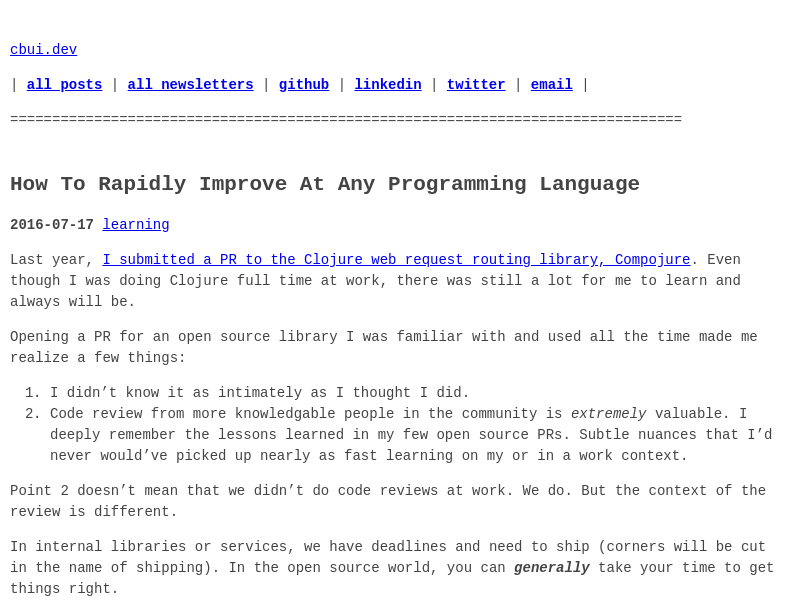 cbui.dev
| all posts | all newsletters | github | linkedin | twitter | email |
================================================================================
How To Rapidly Improve At Any Programming Language
2016-07-17 learning
Last year, I submitted a PR to the Clojure web request routing library, Compojure. Even
though I was doing Clojure full time at work, there was still a lot for me to learn and
always will be.
Opening a PR for an open source library I was familiar with and used all the time made me
realize a few things:
1. I didn’t know it as intimately as I thought I did.
2. Code review from more knowledgable people in the community is extremely valuable. I
deeply remember the lessons learned in my few open source PRs. Subtle nuances that I’d
never would’ve picked up nearly as fast learning on my or in a work context.
Point 2 doesn’t mean that we didn’t do code reviews at work. We do. But the context of the
review is different.
In internal libraries or services, we have deadlines and need to ship (corners will be cut
in the name of shipping). In the open source world, you can generally take your time to get
things right.